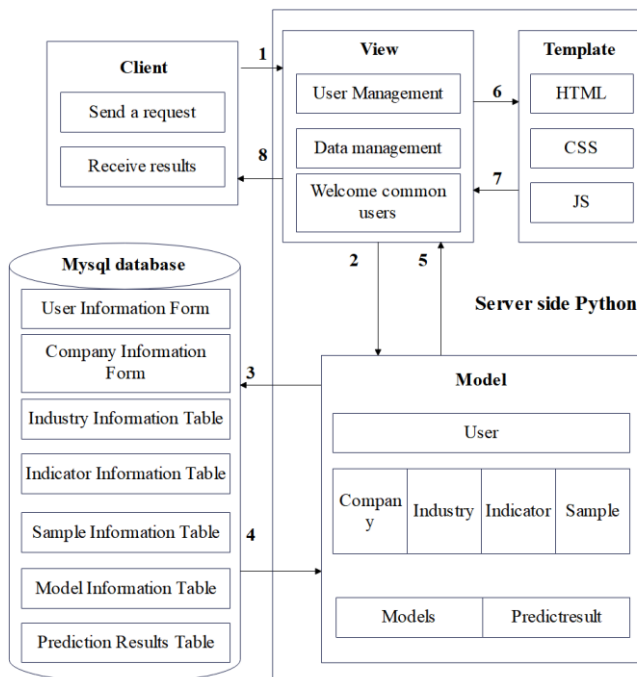 Client
Send a request
Receive results
1
8
View
User Management
Data management
Welcome common
users
6
7
Template
HTML
CSS
JS
2
5
Server side Python
Mysql database
User Information Form
Company Information
Form
Industry Information Table
Indicator Information Table
Sample Information Table
Model Information Table
Prediction Results Table
3
4
Model
User
Compan
y
Industry
Indicator
Sample
Models
Predictresult